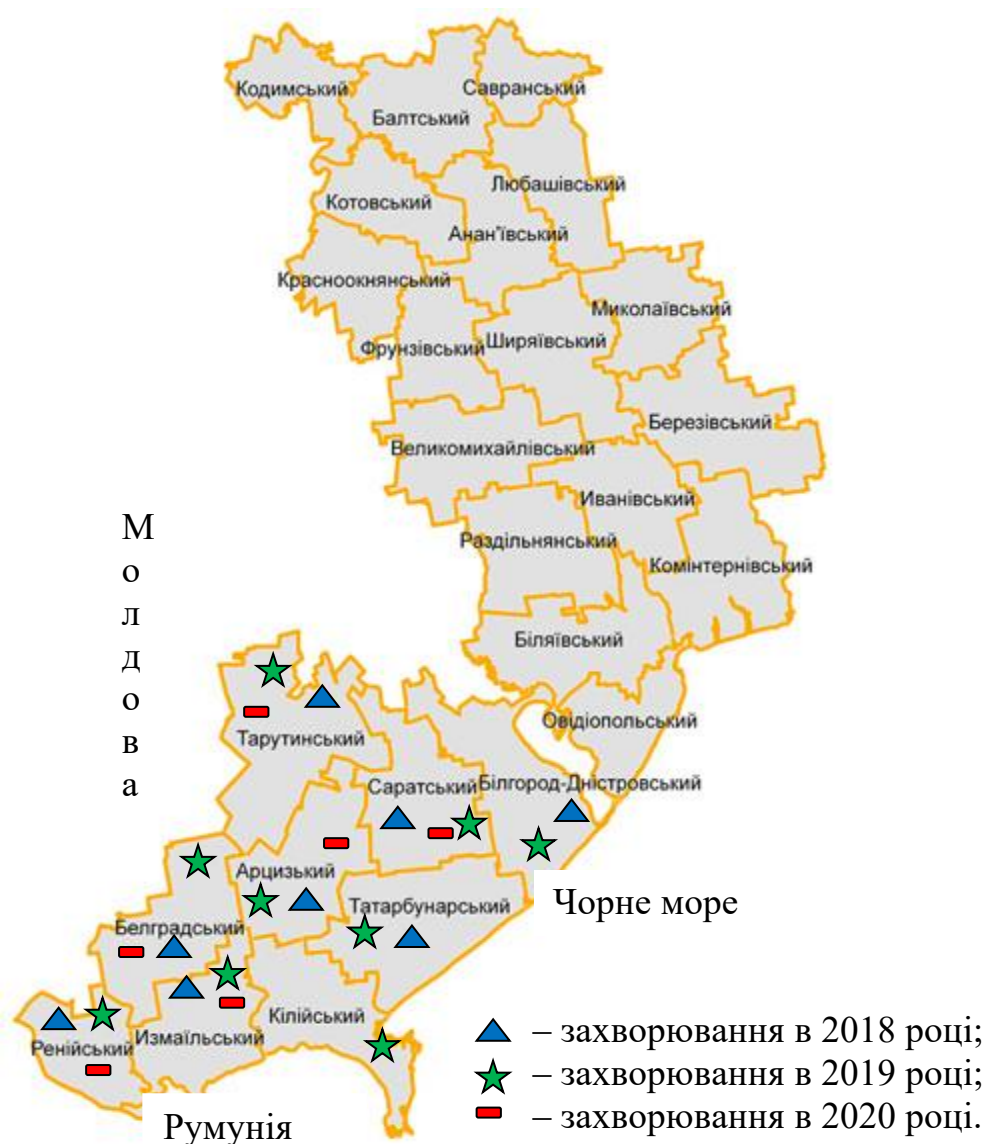 Кодимський
Савранський
Балтський
Любашівський
Котовський
Анан'ївський
Красноокнянський
Миколаївський
Ширяївський
Фрунзівський
Березівський
Великомихайлівський
Иванівський
М
о
л
д
о
в
а
Раздільнянський
Комінтернівський
Біляївський
Овідіопольський
Тарутинський
Білгород-Дністровський
Саратський
Арцизький
Татарбунарський
Чорне море
Белградський
Кілійський
Измаїльський
Ренійський
– захворювання в 2018 році;
– захворювання в 2019 році;
– захворювання в 2020 році.
Румунія